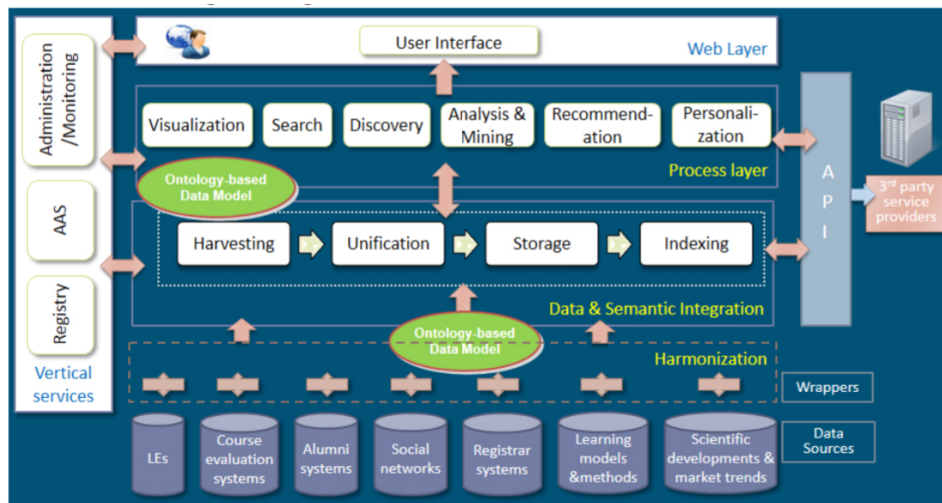 Administration
/Monitoring
AAS
Registry
Vertical
services
User Interface
Web Layer
Visualization
Search
Discovery
Analysis &
Mining
Recommend-
ation
Personali-
zation
Process layer
Ontology-based
Data Model
Harvesting
Unification
Storage
Indexing
Data & Semantic Integration
Ontology-based
Data Model
Harmonization
A
P
I
3rd party
service
providers
Wrappers
LEs
Course
evaluation
systems
Alumni
systems
Social
networks
Registrar
systems
Learning
models
&methods
Scientific
developments &
market trends
Data
Sources